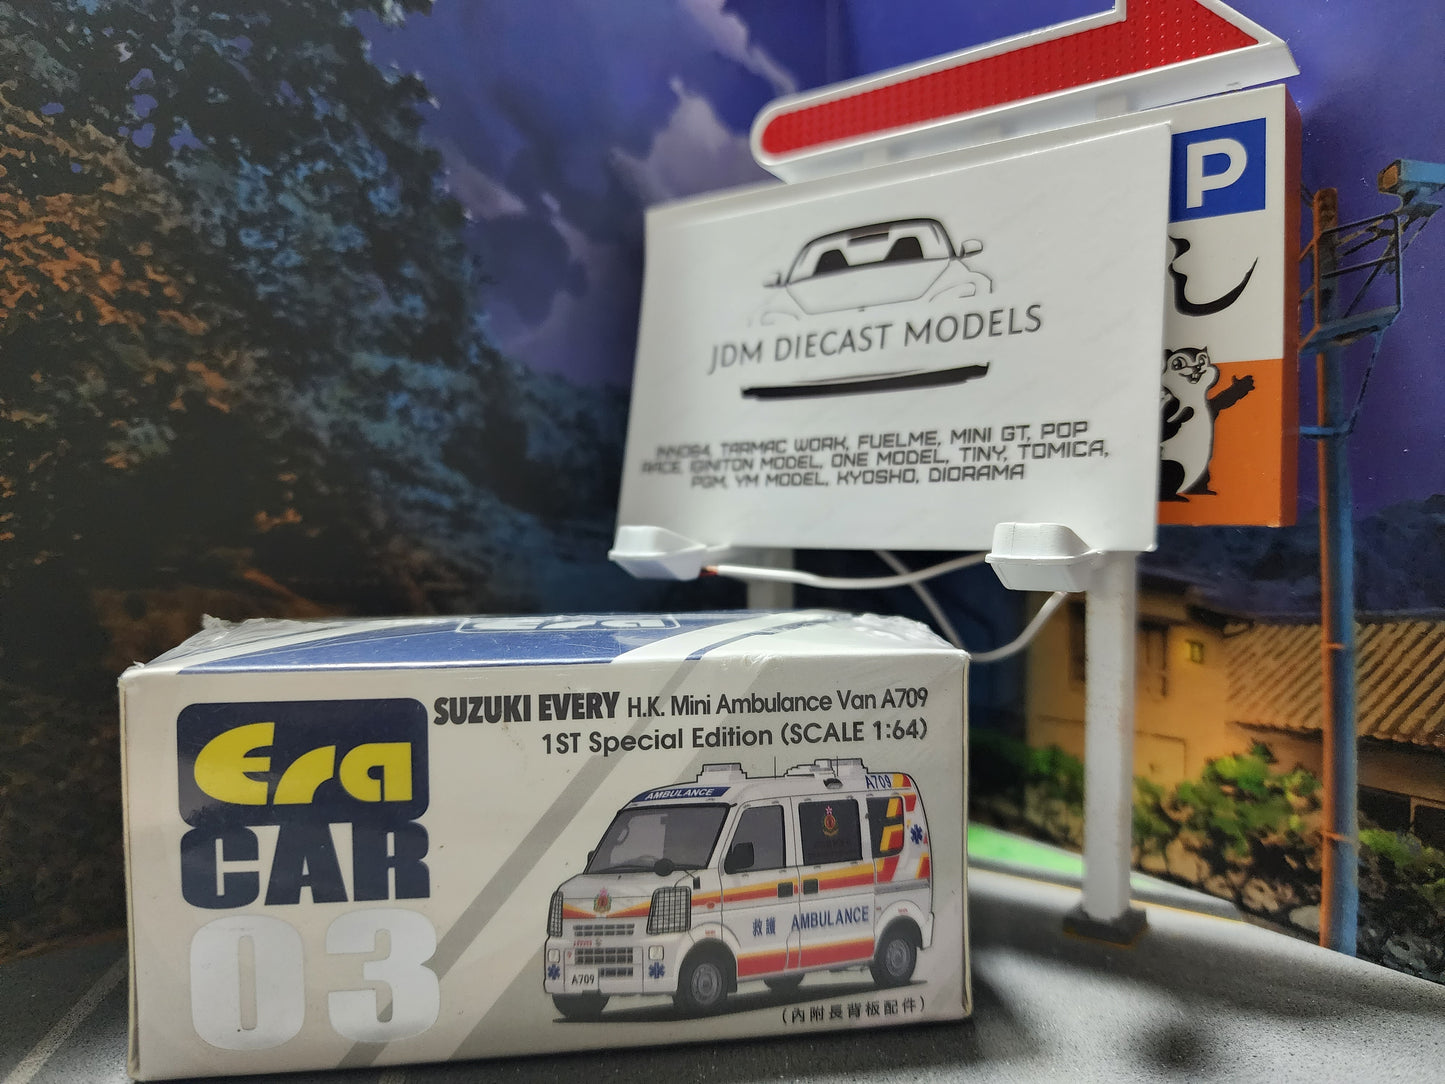 P
JDM DIECAST MODELS
INNO64, TARMAC WORK, FUELME, MINI GT, POP
RACE, IGINITON MODEL, ONE MODEL, TINY, TOMICA,
PGM, YM MODEL, KYOSHO, DIORAMA
Era
CAR
03
SUZUKI EVERY H.K. Mini Ambulance Van A709
1ST Special Edition (SCALE 1:64)
AMBULANCE
A709
救護 AMBULANCE
A709
(內附長背板配件)